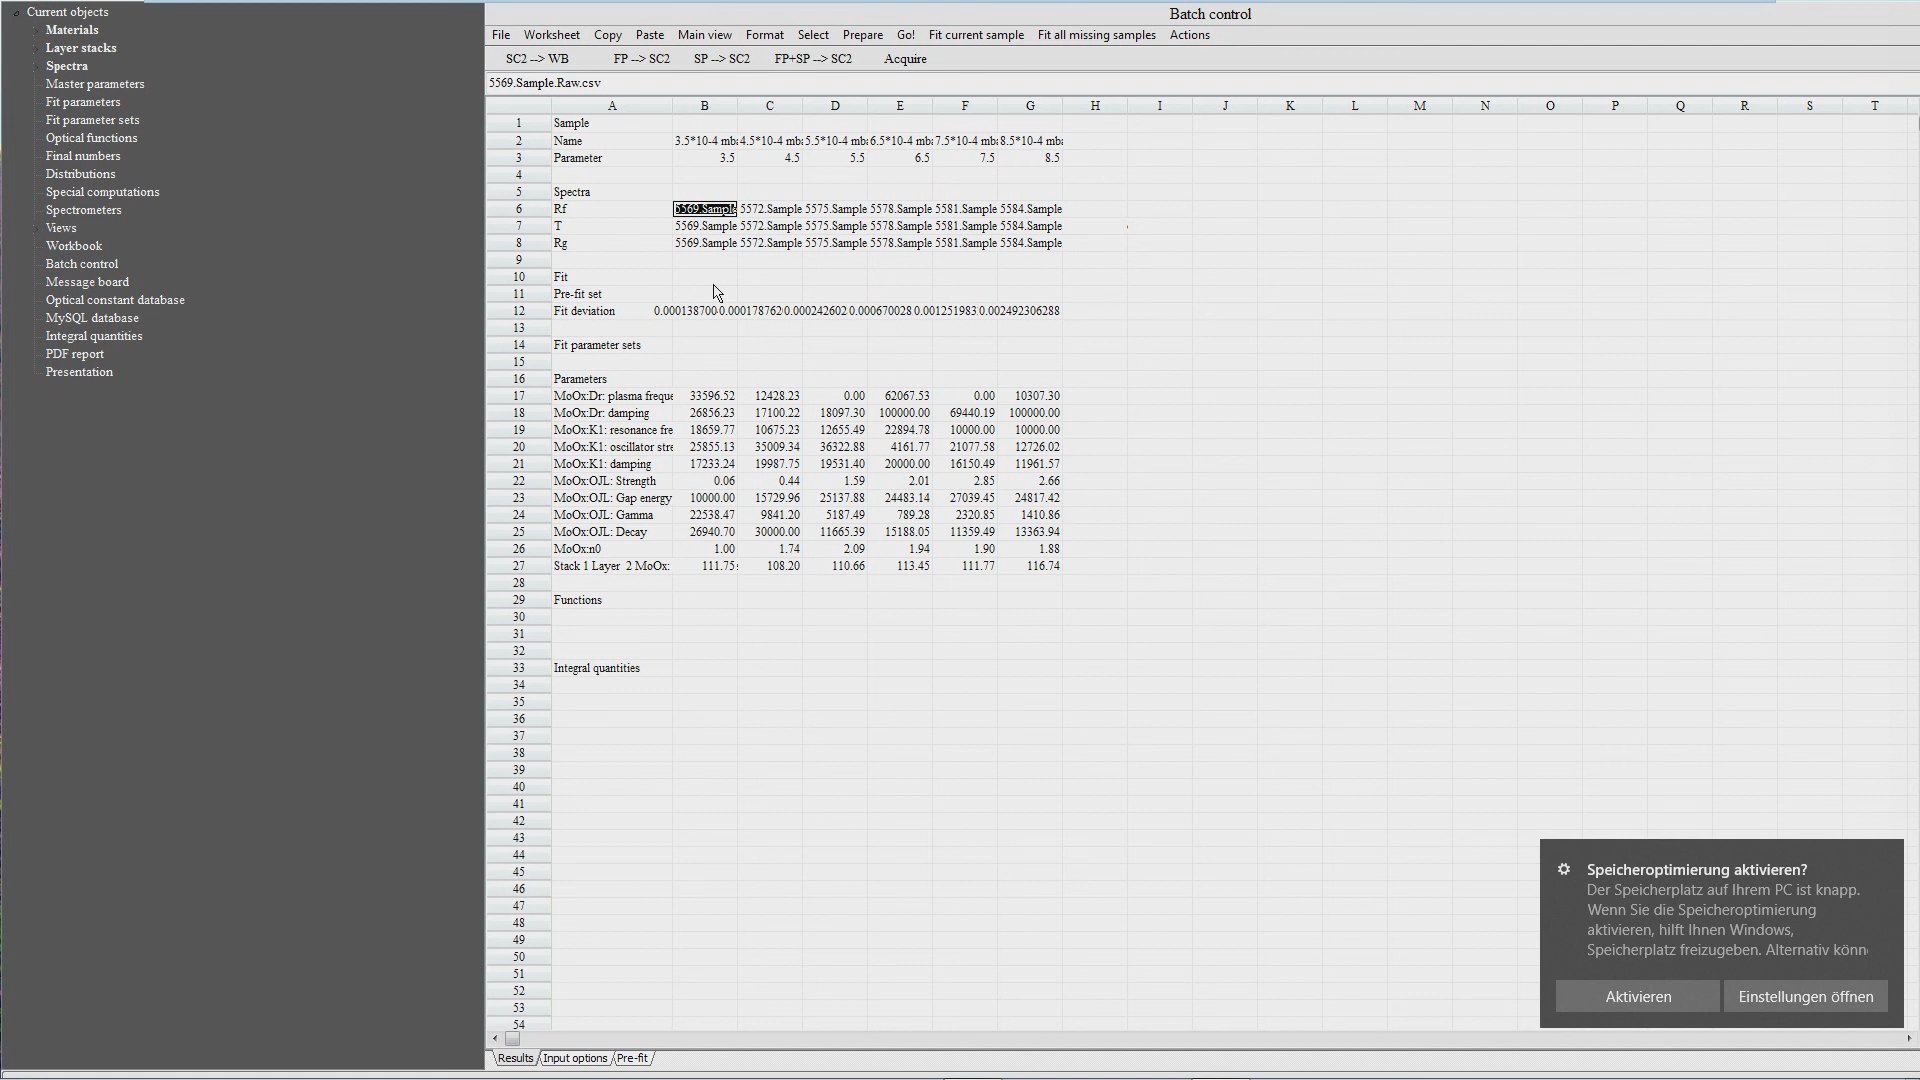 Current objects
Materials
Layer stacks
Spectra
Master parameters
Fit parameters
Fit parameter sets
Optical functions
Final numbers
Distributions
Special computations
Spectrometers
Views
Workbook
Batch control
Message board
Optical constant database
MySQL database
Integral quantities
PDF report
Presentation
Batch control
File Worksheet Copy Paste Main view Format Select Prepare Go! Fit current sample Fit all missing samples Actions
SC2 --> WB FP --> SC2 SP --> SC2 FP+SP --> SC2 Acquire
5569.Sample.Raw.csv
A B C D E F G H I J K L M N O P Q R S T
1 Sample
2 Name 3.5*10-4 mb 4.5*10-4 mb 5.5*10-4 mb 6.5*10-4 mb 7.5*10-4 mb 8.5*10-4 mb
3 Parameter 3.5 4.5 5.5 6.5 7.5 8.5
4
5 Spectra
6 Rf 5569.Sample 5572.Sample 5575.Sample 5578.Sample 5581.Sample 5584.Sample
7 T 5569.Sample 5572.Sample 5575.Sample 5578.Sample 5581.Sample 5584.Sample
8 Rg 5569.Sample 5572.Sample 5575.Sample 5578.Sample 5581.Sample 5584.Sample
9
10 Fit
11 Pre-fit set
12 Fit deviation 0.000138700 0.000178762 0.000242602 0.000670028 0.001251983 0.002492306288
13
14 Fit parameter sets
15
16 Parameters
17 MoOx:Dr: plasma freque 33596.52 12428.23 0.00 62067.53 0.00 10307.30
18 MoOx:Dr: damping 26856.23 17100.22 18097.30 100000.00 69440.19 100000.00
19 MoOx:K1: resonance fre 18659.77 10675.23 12655.49 22894.78 10000.00 10000.00
20 MoOx:K1: oscillator stre 25855.13 35009.34 36322.88 4161.77 21077.58 12726.02
21 MoOx:K1: damping 17233.24 19987.75 19531.40 20000.00 16150.49 11961.57
22 MoOx:OJL: Strength 0.06 0.44 1.59 2.01 2.85 2.66
23 MoOx:OJL: Gap energy 10000.00 15729.96 25137.88 24483.14 27039.45 24817.42
24 MoOx:OJL: Gamma 22538.47 9841.20 5187.49 789.28 2320.85 1410.86
25 MoOx:OJL: Decay 26940.70 30000.00 11665.39 15188.05 11359.49 13363.94
26 MoOx:n0 1.00 1.74 2.09 1.94 1.90 1.88
27 Stack 1 Layer 2 MoOx: 111.75 108.20 110.66 113.45 111.77 116.74
28
29 Functions
30
31
32
33 Integral quantities
34
35
36
37
38
39
40
41
42
43
44
45
46
47
48
49
50
51
52
53
54
Results Input options Pre-fit
Speicheroptimierung aktivieren?
Der Speicherplatz auf Ihrem PC ist knapp.
Wenn Sie die Speicheroptimierung
aktivieren, hilft Ihnen Windows,
Speicherplatz freizugeben. Alternativ könn
Aktivieren Einstellungen öffnen